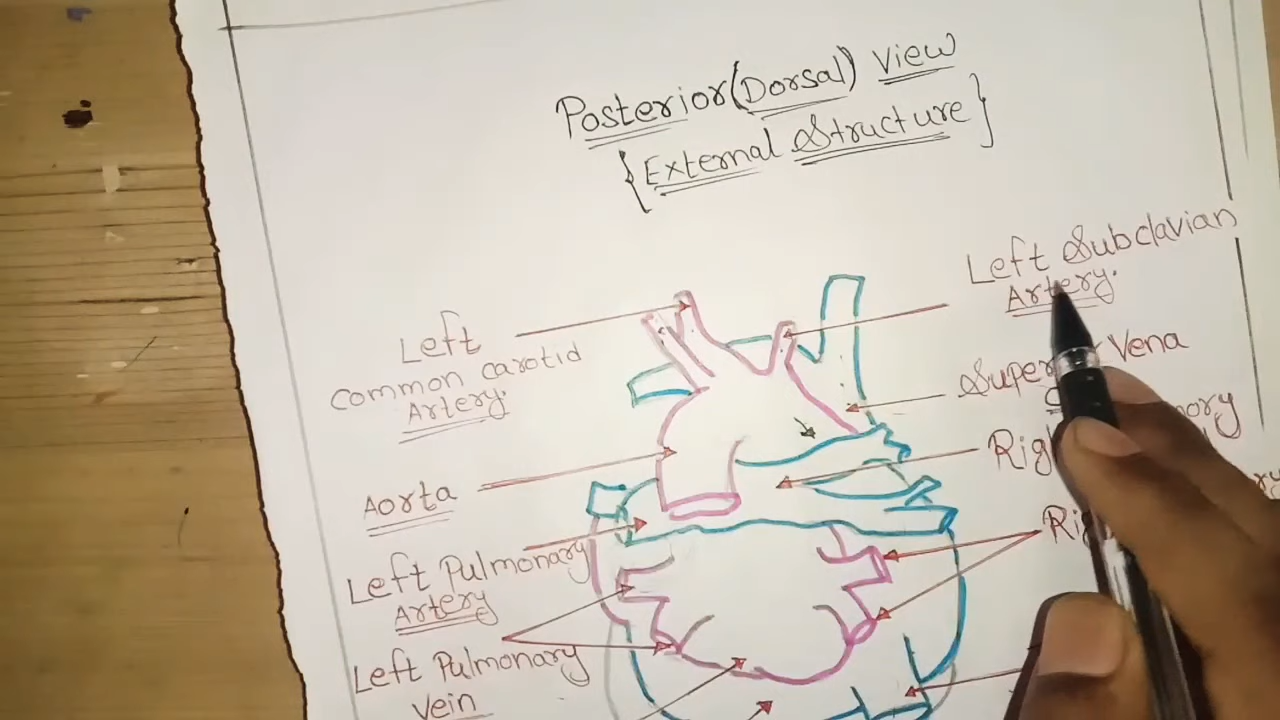 Posterior (Dorsal) View
{External Structure}
Left Subclavian
Artery.
Left
common carotid
Artery.
Vena
Aorta
Left Pulmonary
Artery
Left Pulmonary
Vein